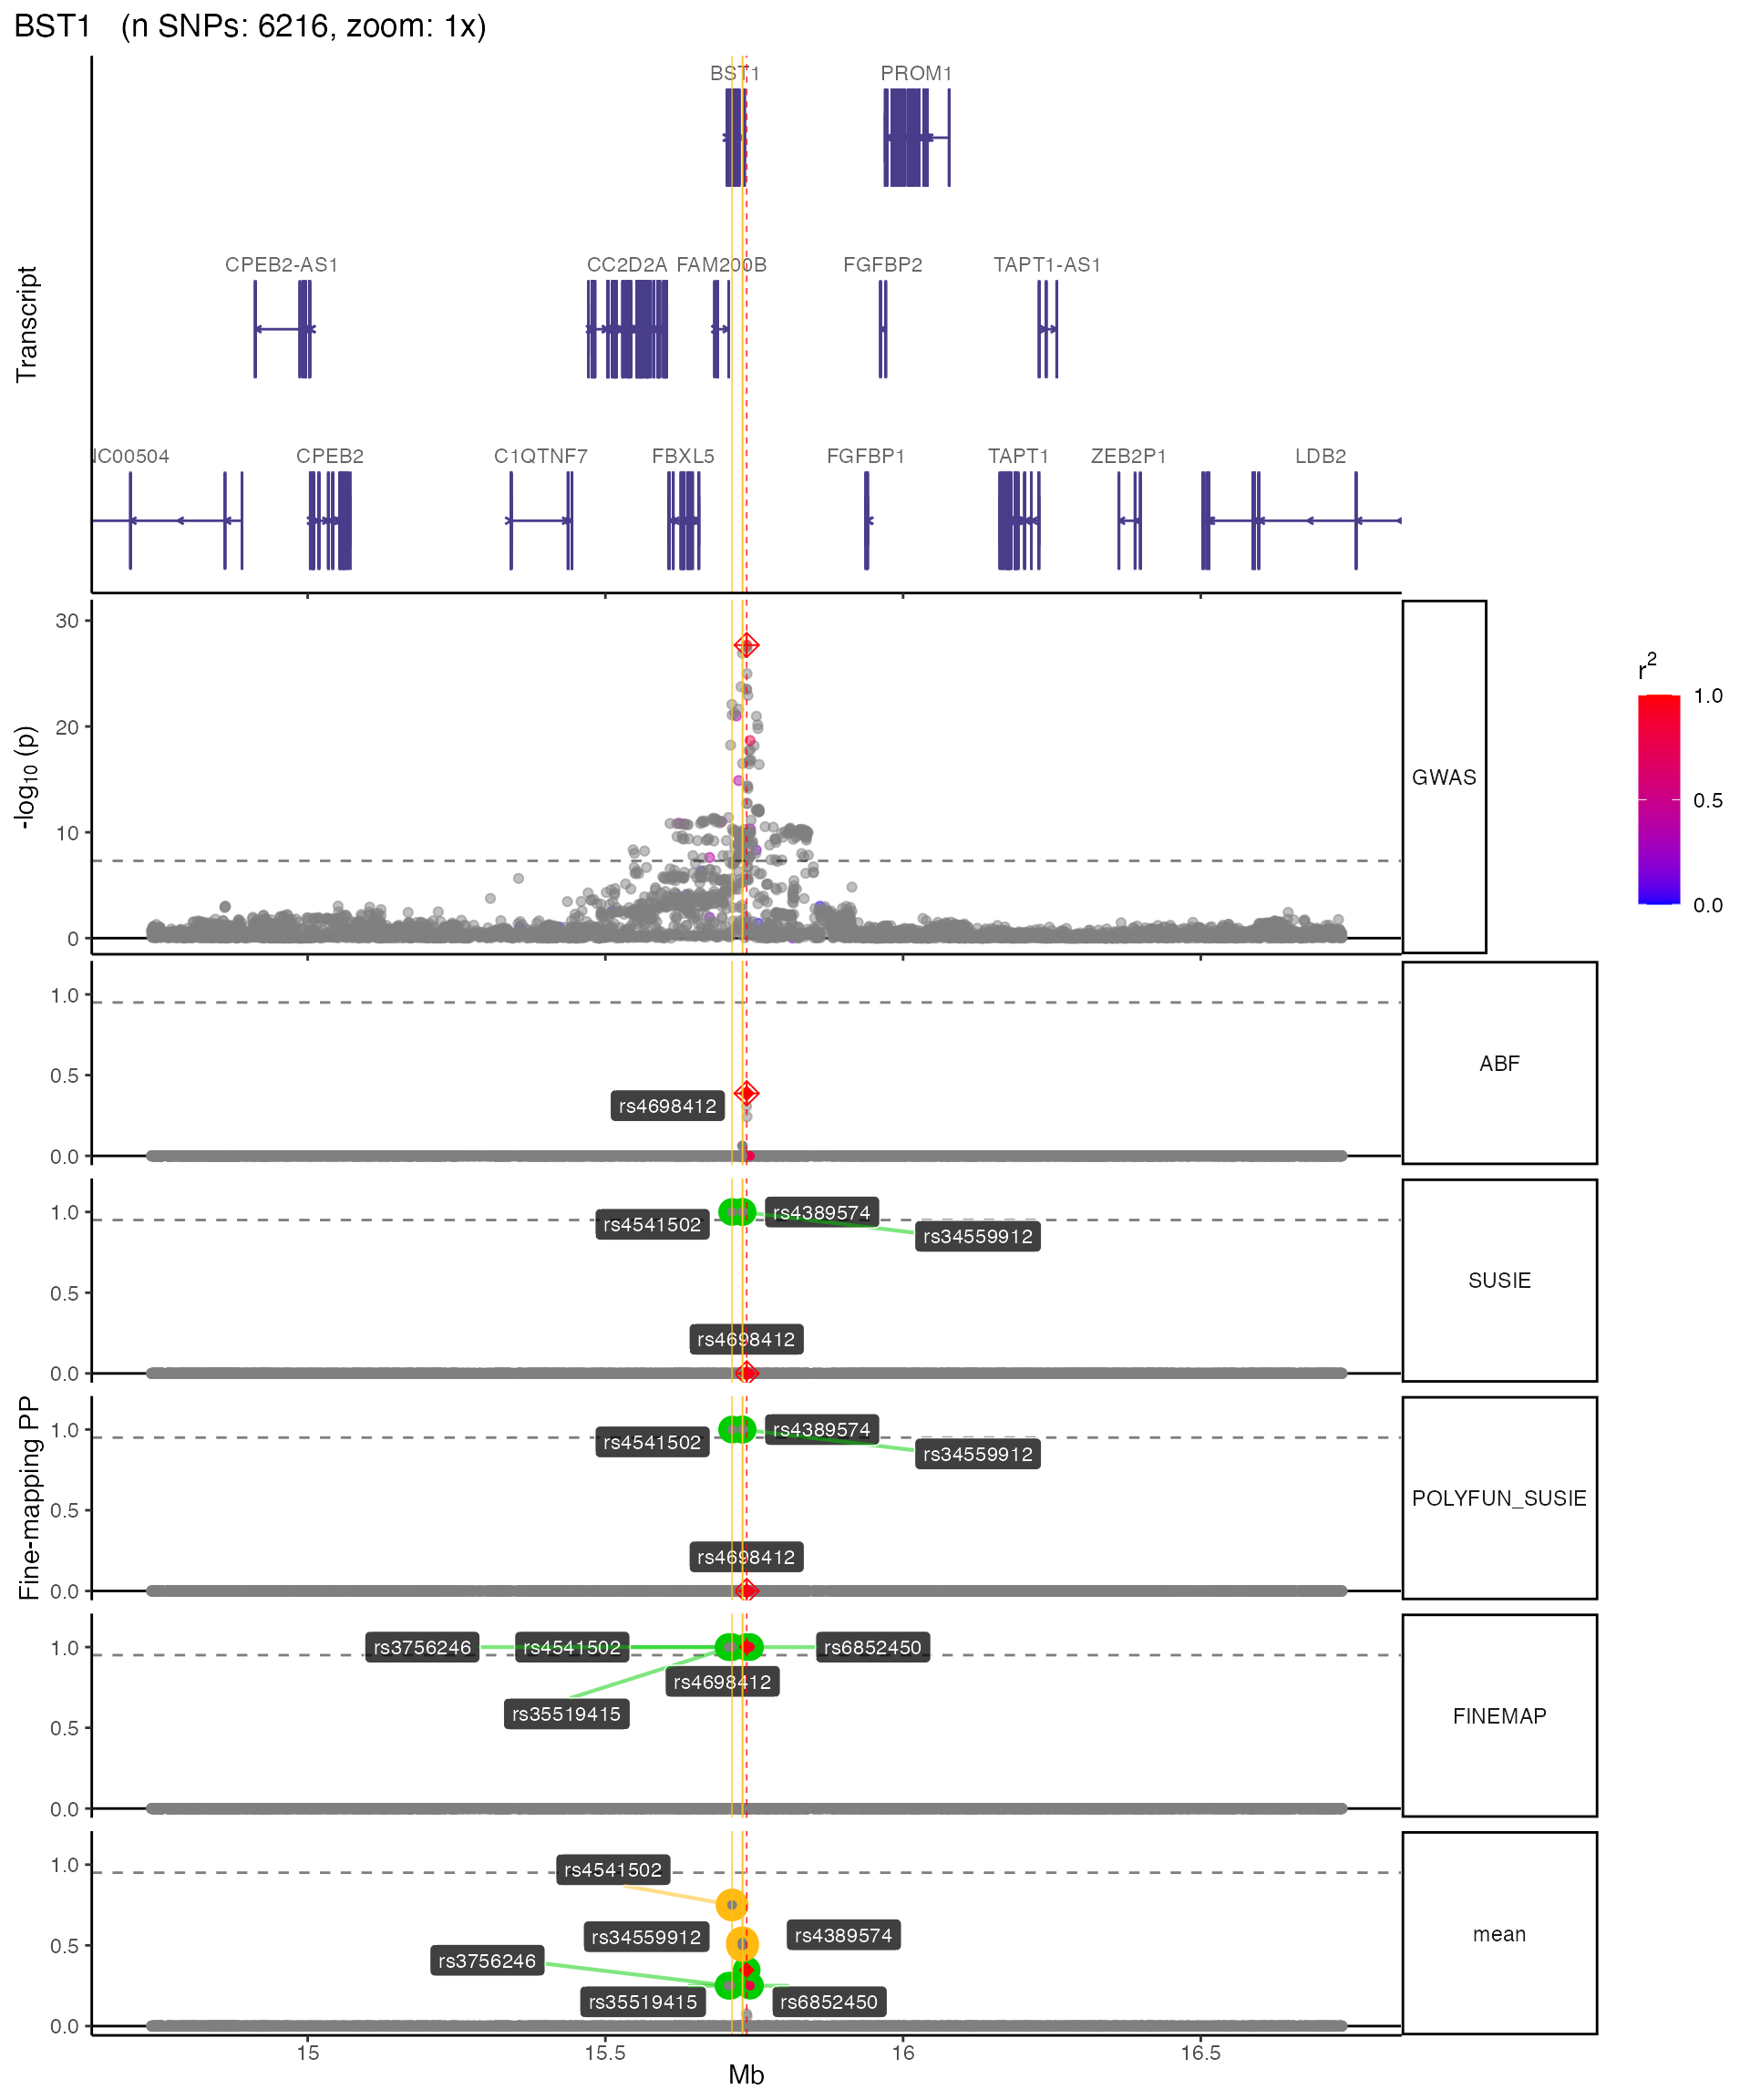 BST1 (n SNPs: 6216, zoom: 1x)
BST1 PROM1
CPEB2-AS1 CC2D2A FAM200B FGFBP2 TAPT1-AS1
NC00504 CPEB2 C1QTNF7 FBXL5 FGFBP1 TAPT1 ZEB2P1 LDB2
Transcript
30
20
10
0
-log10 (p)
GWAS
r2
1.0
0.5
0.0
1.0
0.5
0.0
rs4698412
ABF
1.0
0.5
0.0
rs4541502
rs4389574
rs34559912
rs4698412
SUSIE
Fine-mapping PP
1.0
0.5
0.0
rs4541502
rs4389574
rs34559912
rs4698412
POLYFUN_SUSIE
1.0
0.5
0.0
rs3756246
rs4541502
rs6852450
rs4698412
rs35519415
FINEMAP
1.0
0.5
0.0
rs4541502
rs34559912
rs4389574
rs3756246
rs35519415
rs6852450
mean
15 15.5 16 16.5
Mb